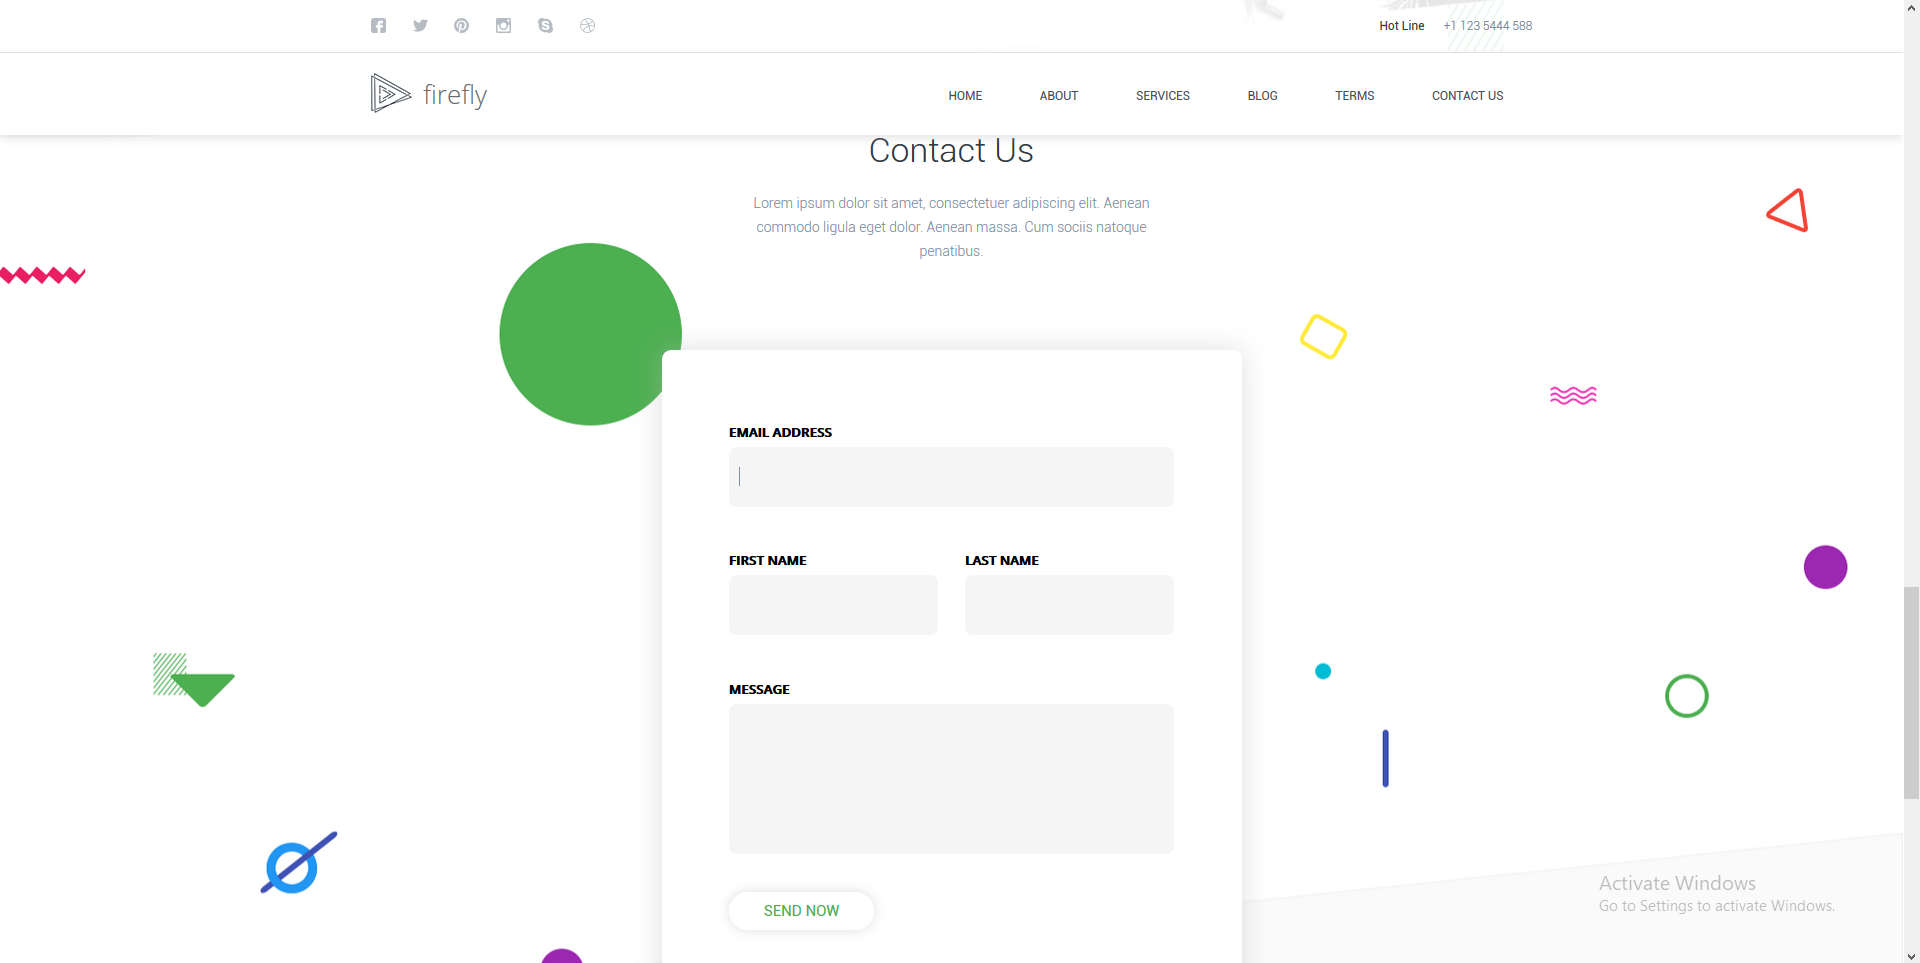 Hot Line +1 123 5444 588
firefly
HOME ABOUT SERVICES BLOG TERMS CONTACT US
Contact Us
Lorem ipsum dolor sit amet, consectetuer adipiscing elit. Aenean
commodo ligula eget dolor. Aenean massa. Cum sociis natoque
penatibus.
EMAIL ADDRESS
FIRST NAME LAST NAME
MESSAGE
SEND NOW
Activate Windows
Go to Settings to activate Windows.